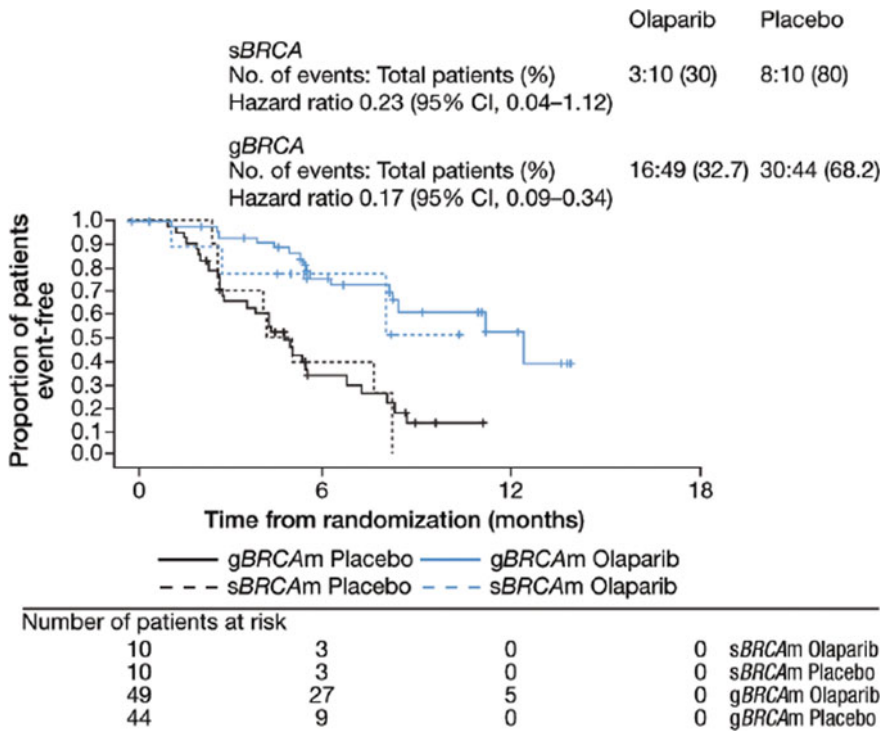 Olaparib Placebo
sBRCA
No. of events: Total patients (%) 3:10 (30) 8:10 (80)
Hazard ratio 0.23 (95% CI, 0.04–1.12)
gBRCA
No. of events: Total patients (%) 16:49 (32.7) 30:44 (68.2)
Hazard ratio 0.17 (95% CI, 0.09–0.34)
Proportion of patients
event-free
1.0
0.9
0.8
0.7
0.6
0.5
0.4
0.3
0.2
0.1
0.0
0 6 12 18
Time from randomization (months)
gBRCAm Placebo gBRCAm Olaparib
sBRCAm Placebo sBRCAm Olaparib
Number of patients at risk
10 3 0 0 sBRCAm Olaparib
10 3 0 0 sBRCAm Placebo
49 27 5 0 gBRCAm Olaparib
44 9 0 0 gBRCAm Placebo